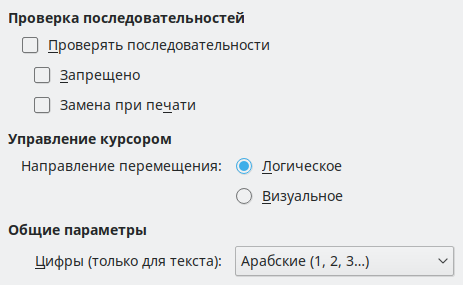 Проверка последовательностей
Проверять последовательности
Запрещено
Замена при печати
Управление курсором
Направление перемещения: Логическое
Визуальное
Общие параметры
Цифры (только для текста): Арабские (1, 2, 3...)